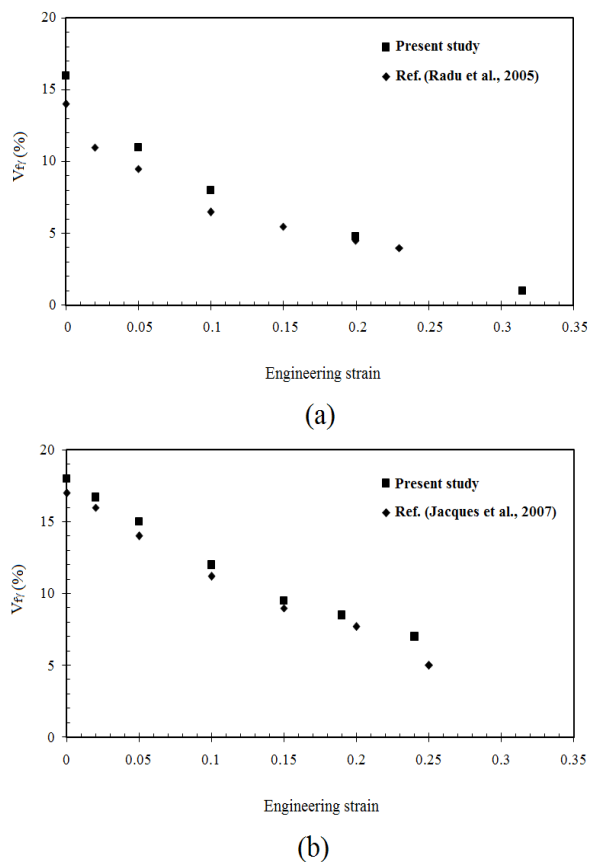 20
15
10
5
0
Vfγ (%)
Present study
Ref. (Radu et al., 2005)
0 0.05 0.1 0.15 0.2 0.25 0.3 0.35
Engineering strain
(a)
20
15
10
5
0
Vfγ (%)
Present study
Ref. (Jacques et al., 2007)
0 0.05 0.1 0.15 0.2 0.25 0.3 0.35
Engineering strain
(b)